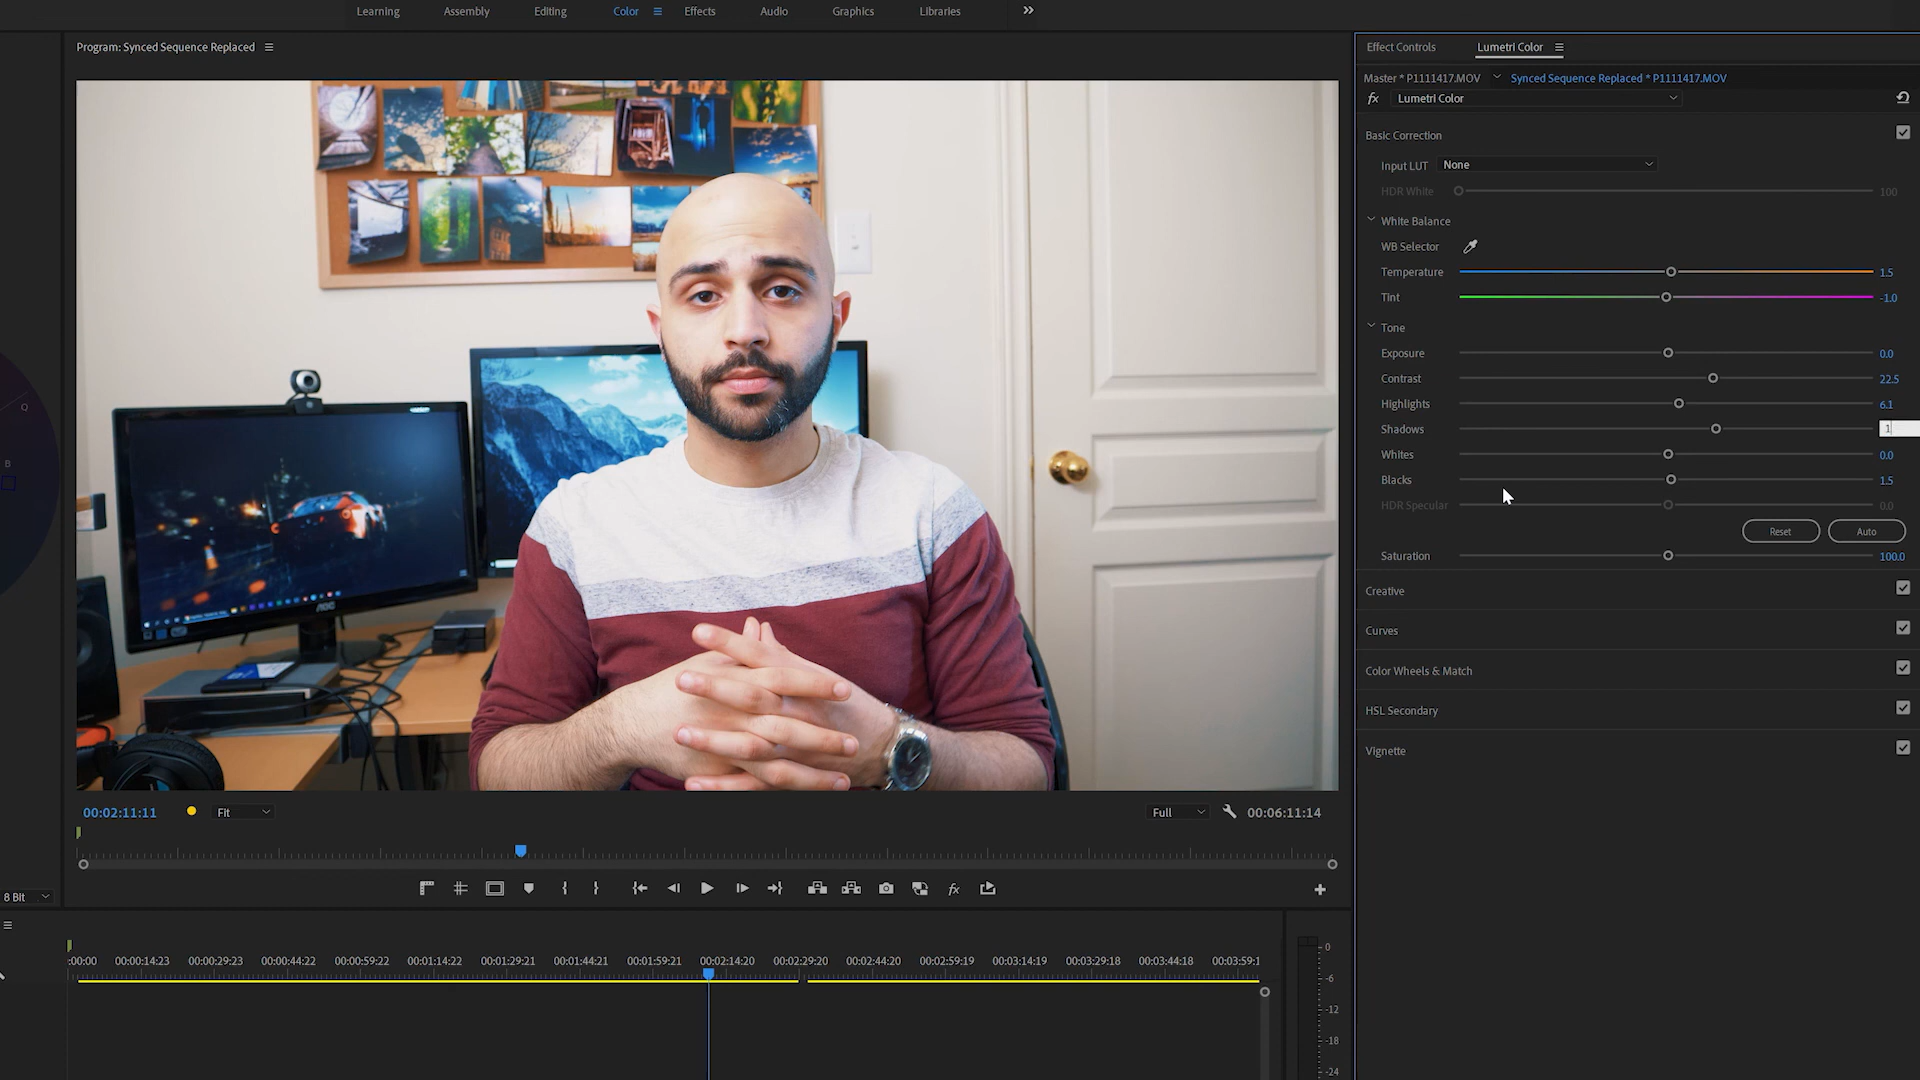 Learning Assembly Editing Color Effects Audio Graphics Libraries
Program: Synced Sequence Replaced
Effect Controls Lumetri Color
Master * P1111417.MOV Synced Sequence Replaced * P1111417.MOV
fx Lumetri Color
Basic Correction
Input LUT None
HDR White 100
White Balance
WB Selector
Temperature 1.5
Tint -1.0
Tone
Exposure 0.0
Contrast 22.5
Highlights 6.1
Shadows 1
Whites 0.0
Blacks 1.5
HDR Specular 0.0
Reset Auto
Saturation 100.0
Creative
Curves
Color Wheels & Match
HSL Secondary
Vignette
Q
B
AOC
00:02:11:11 Fit Full 00:06:11:14
fx
8 Bit
:00:00 00:00:14:23 00:00:29:23 00:00:44:22 00:00:59:22 00:01:14:22 00:01:29:21 00:01:44:21 00:01:59:21 00:02:14:20 00:02:29:20 00:02:44:20 00:02:59:19 00:03:14:19 00:03:29:18 00:03:44:18 00:03:59:1
0
-6
-12
-18
-24